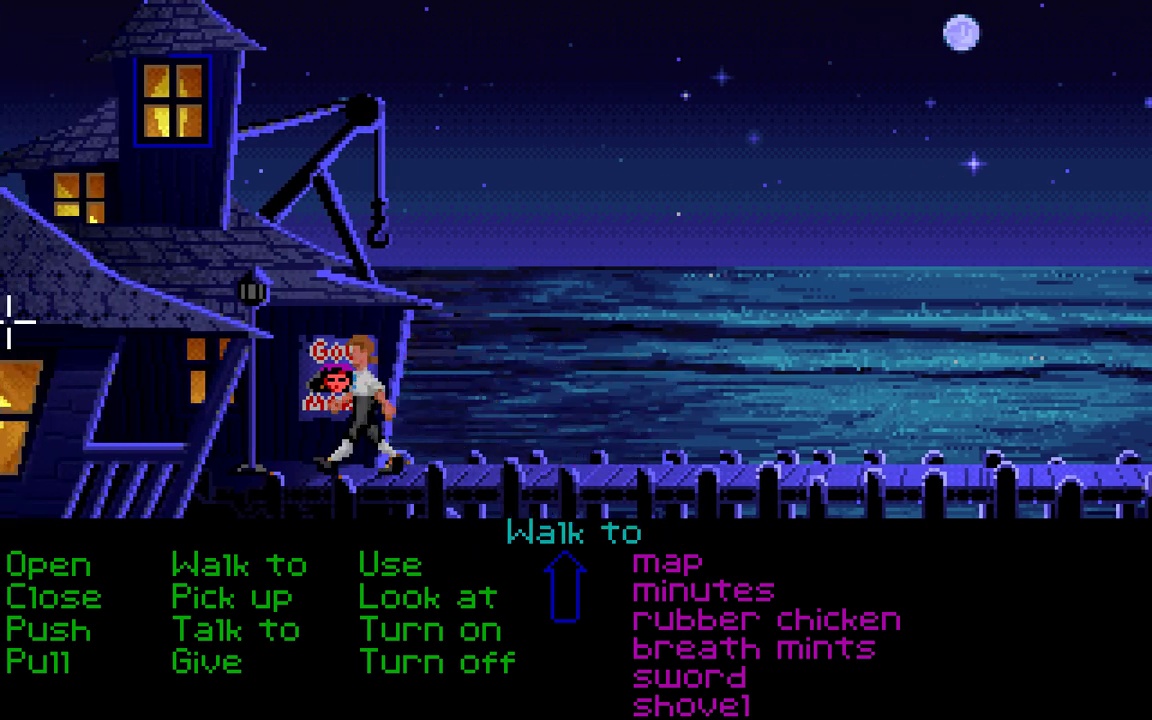 Walk to
Open Walk to Use
Close Pick up Look at
Push Talk to Turn on
Pull Give Turn off
map
minutes
rubber chicken
breath mints
sword
shovel